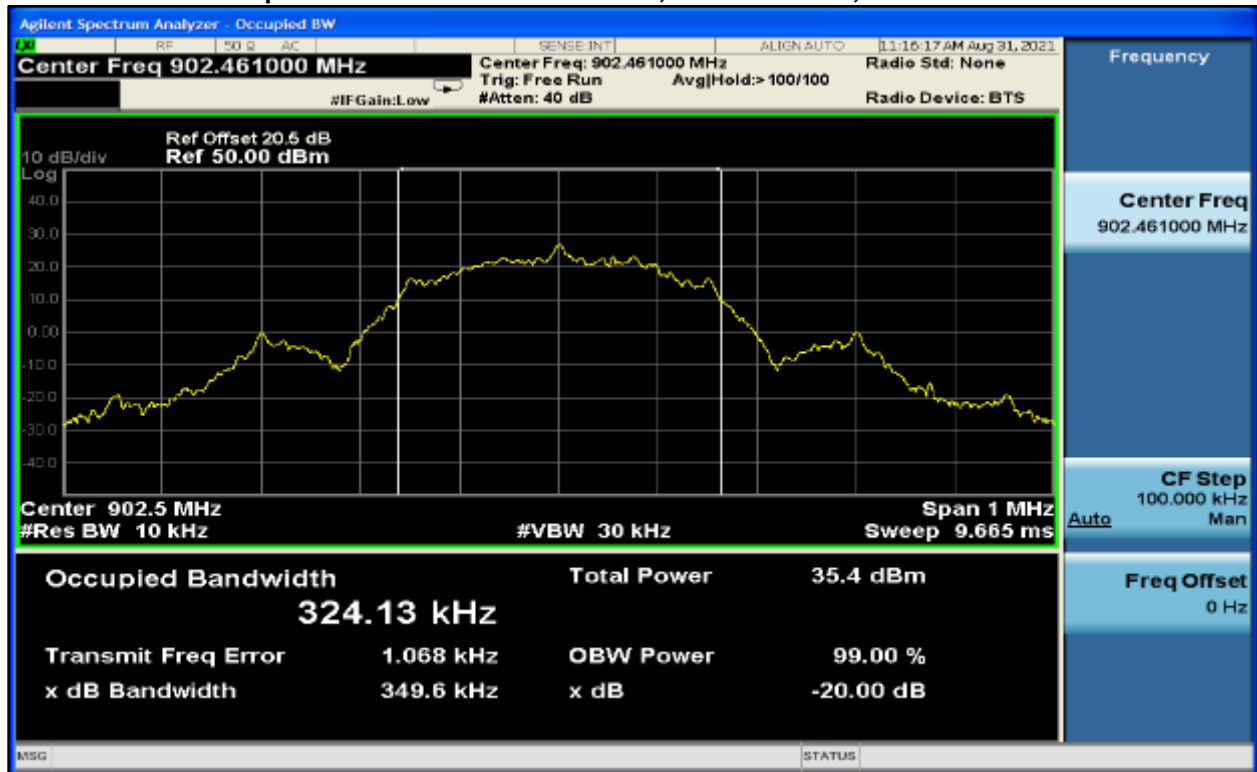 Agilent Spectrum Analyzer - Occupied BW
LXI RF 50 Ω AC SENSE:INT ALIGN AUTO 11:16:17 AM Aug 31, 2021
Center Freq 902.461000 MHz
Center Freq: 902.461000 MHz Radio Std: None
Trig: Free Run Avg|Hold:> 100/100
#IFGain:Low #Atten: 40 dB Radio Device: BTS
Frequency
Ref Offset 20.5 dB
10 dB/div Ref 50.00 dBm
Log
40.0
30.0
20.0
10.0
0.00
-10.0
-20.0
-30.0
-40.0
Center Freq
902.461000 MHz
Center 902.5 MHz Span 1 MHz
#Res BW 10 kHz #VBW 30 kHz Sweep 9.665 ms
CF Step
100.000 kHz
Auto Man
Occupied Bandwidth Total Power 35.4 dBm
324.13 kHz
Transmit Freq Error 1.068 kHz OBW Power 99.00 %
x dB Bandwidth 349.6 kHz x dB -20.00 dB
Freq Offset
0 Hz
MSG STATUS